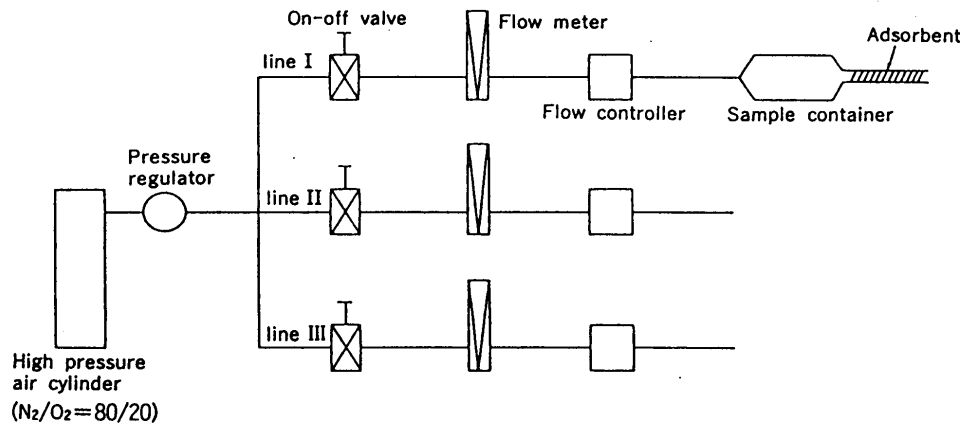 On-off valve
Flow meter
Adsorbent
line I
Flow controller
Sample container
Pressure
regulator
line II
line III
High pressure
air cylinder
(N₂/O₂=80/20)